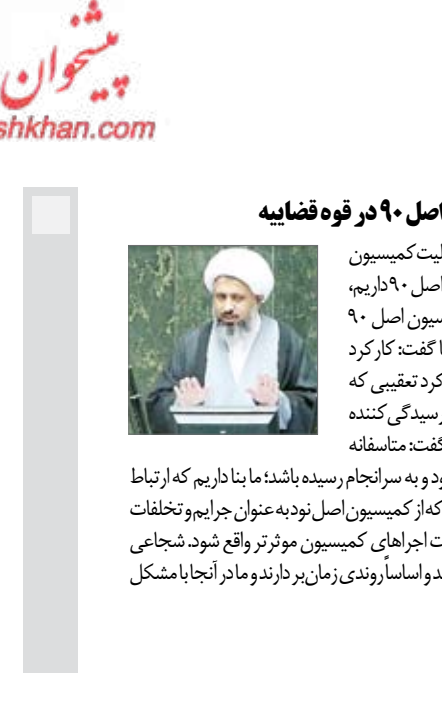 پیشخوان
shkhan.com
اصل ۹۰ در قوه قضاییه
لیت کمیسیون
اصل ۹۰ داریم،
سیون اصل ۹۰
ا گفت: کارکرد
کرد تعقیبی که
رسیدگی کننده
گفت: متاسفانه
ود و به سرانجام رسیده باشد؛ ما بنا داریم که ارتباط
که از کمیسیون اصل نود به عنوان جرایم و تخلفات
ت اجراهای کمیسیون موثرتر واقع شود. شجاعی
ند و اساساً روندی زمان‌بر دارند و ما در آنجا با مشکل